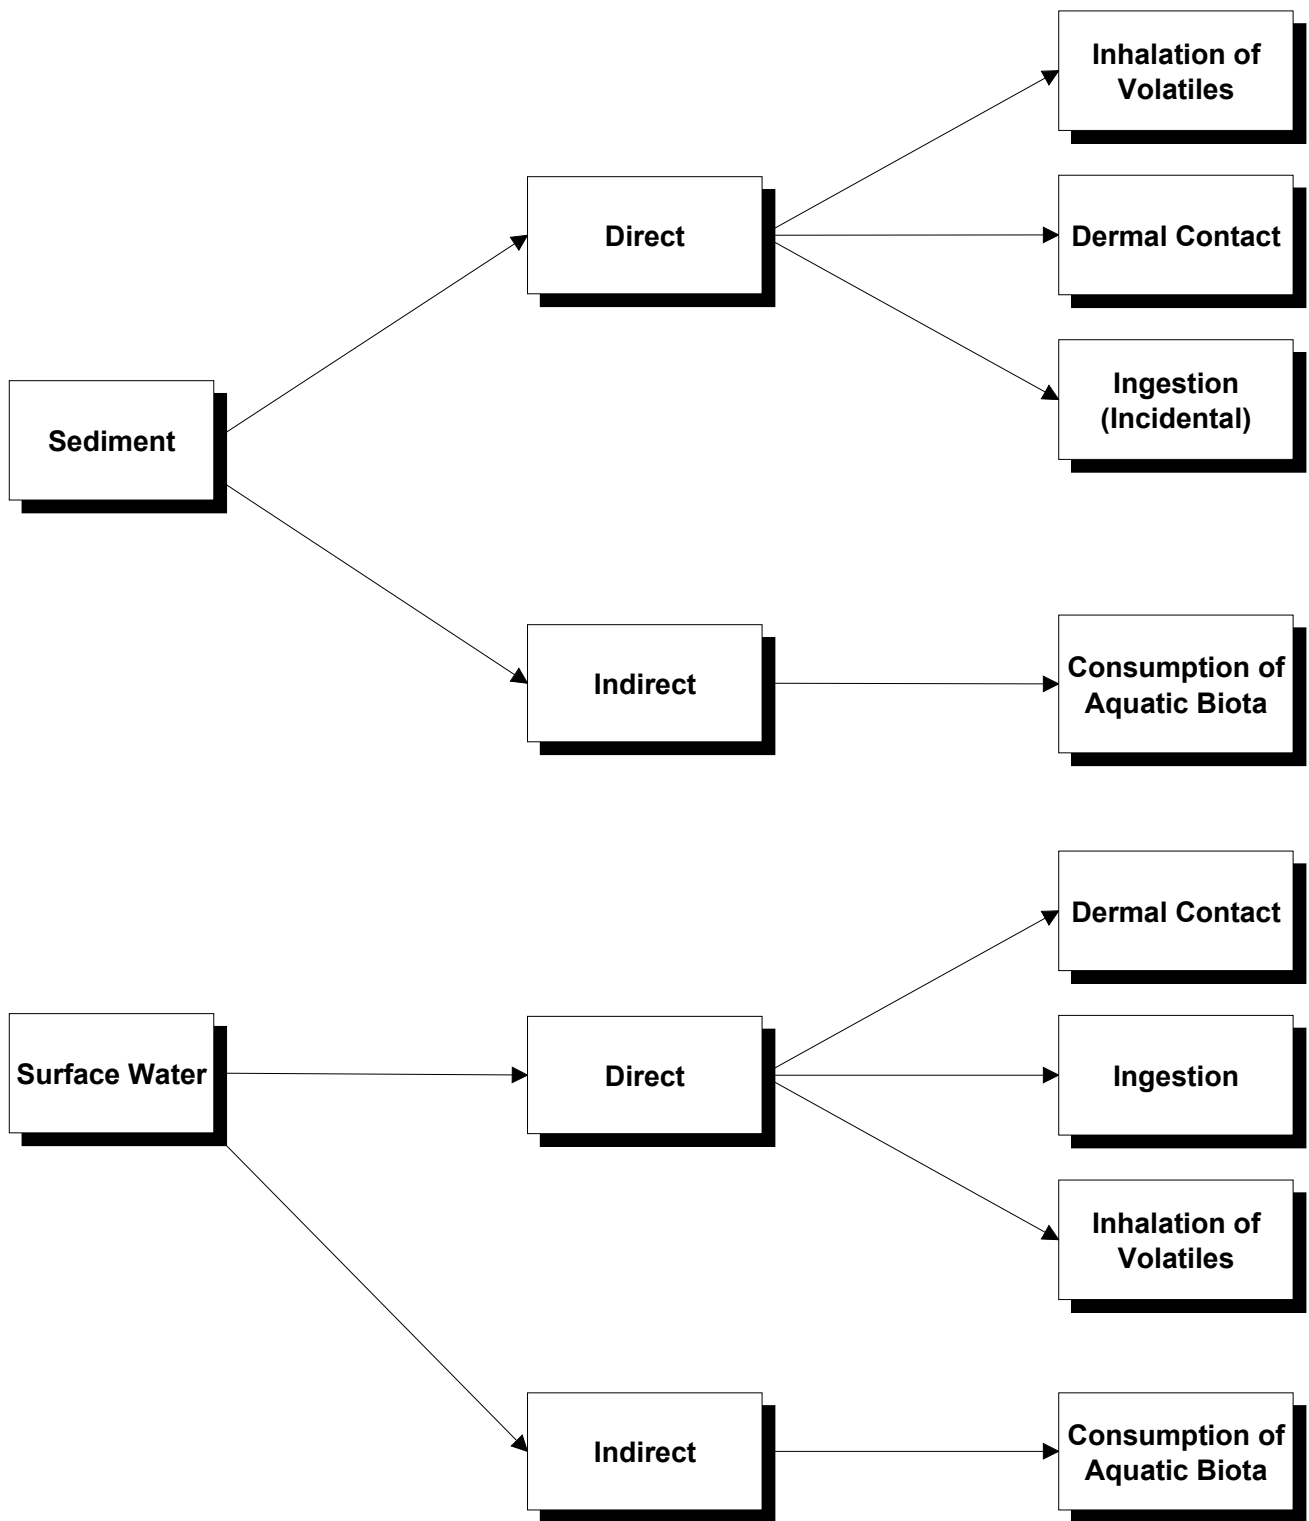 Inhalation of
Volatiles
Direct
Dermal Contact
Ingestion
(Incidental)
Sediment
Indirect
Consumption of
Aquatic Biota
Dermal Contact
Surface Water
Direct
Ingestion
Inhalation of
Volatiles
Indirect
Consumption of
Aquatic Biota